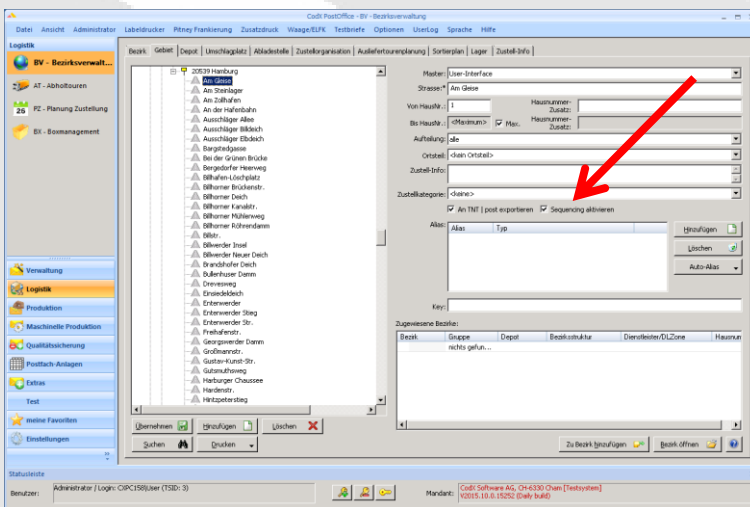 CodX PostOffice - BV - Bezirksverwaltung
Datei Ansicht Administrator Labeldrucker Pitney Frankierung Zusatzdruck Waage/ELFK Testbriefe Optionen UserLog Sprache Hilfe
Logistik
BV - Bezirksverwalt...
AT - Abholtouren
26 PZ - Planung Zustellung
BX - Boxmanagement
Verwaltung
Logistik
Produktion
Maschinelle Produktion
Qualitätssicherung
Postfach-Anlagen
Extras
Test
meine Favoriten
Einstellungen
Bezirk Gebiet Depot Umschlagplatz Abladestelle Zustellorganisation Ausliefertourenplanung Sortierplan Lager Zustell-Info
20539 Hamburg
Am Gleise
Am Steinlager
Am Zollhafen
An der Hafenbahn
Ausschläger Allee
Ausschläger Billdeich
Ausschläger Elbdeich
Bargstedgasse
Bei der Grünen Brücke
Bergedorfer Heerweg
Billhafen-Löschplatz
Billhorner Brückenstr.
Billhorner Deich
Billhorner Kanalstr.
Billhorner Mühlenweg
Billhorner Röhrendamm
Billstr.
Billwerder Insel
Billwerder Neuer Deich
Brandshofer Deich
Bullenhuser Damm
Drevesweg
Einsiedeldeich
Entenwerder
Entenwerder Stieg
Entenwerder Str.
Freihafenstr.
Georgswerder Damm
Großmannstr.
Gustav-Kunst-Str.
Gutsmuthsweg
Harburger Chaussee
Hardenstr.
Hintzpeterstieg
Übernehmen Hinzufügen Löschen
Suchen Drucken
Master: User-Interface
Strasse:* Am Gleise
Von HausNr.: 1 Hausnummer-Zusatz:
Bis HausNr.: <Maximum> Max. Hausnummer-Zusatz:
Aufteilung: alle
Ortsteil: <kein Ortsteil>
Zustell-Info:
Zustellkategorie: <keine>
An TNT | post exportieren Sequencing aktivieren
Alias: Alias Typ
Hinzufügen
Löschen
Auto-Alias
Key:
Zugewiesene Bezirke:
Bezirk Gruppe Depot Bezirksstruktur Dienstleister/DLZone Hausnum
nichts gefun...
Zu Bezirk hinzufügen Bezirk öffnen
Statusleiste
Benutzer: Administrator / Login: CXPC158\User (TSID: 3)
Mandant: CodX Software AG, CH-6330 Cham [Testsystem]
V2015.10.0.15252 (Daily build)